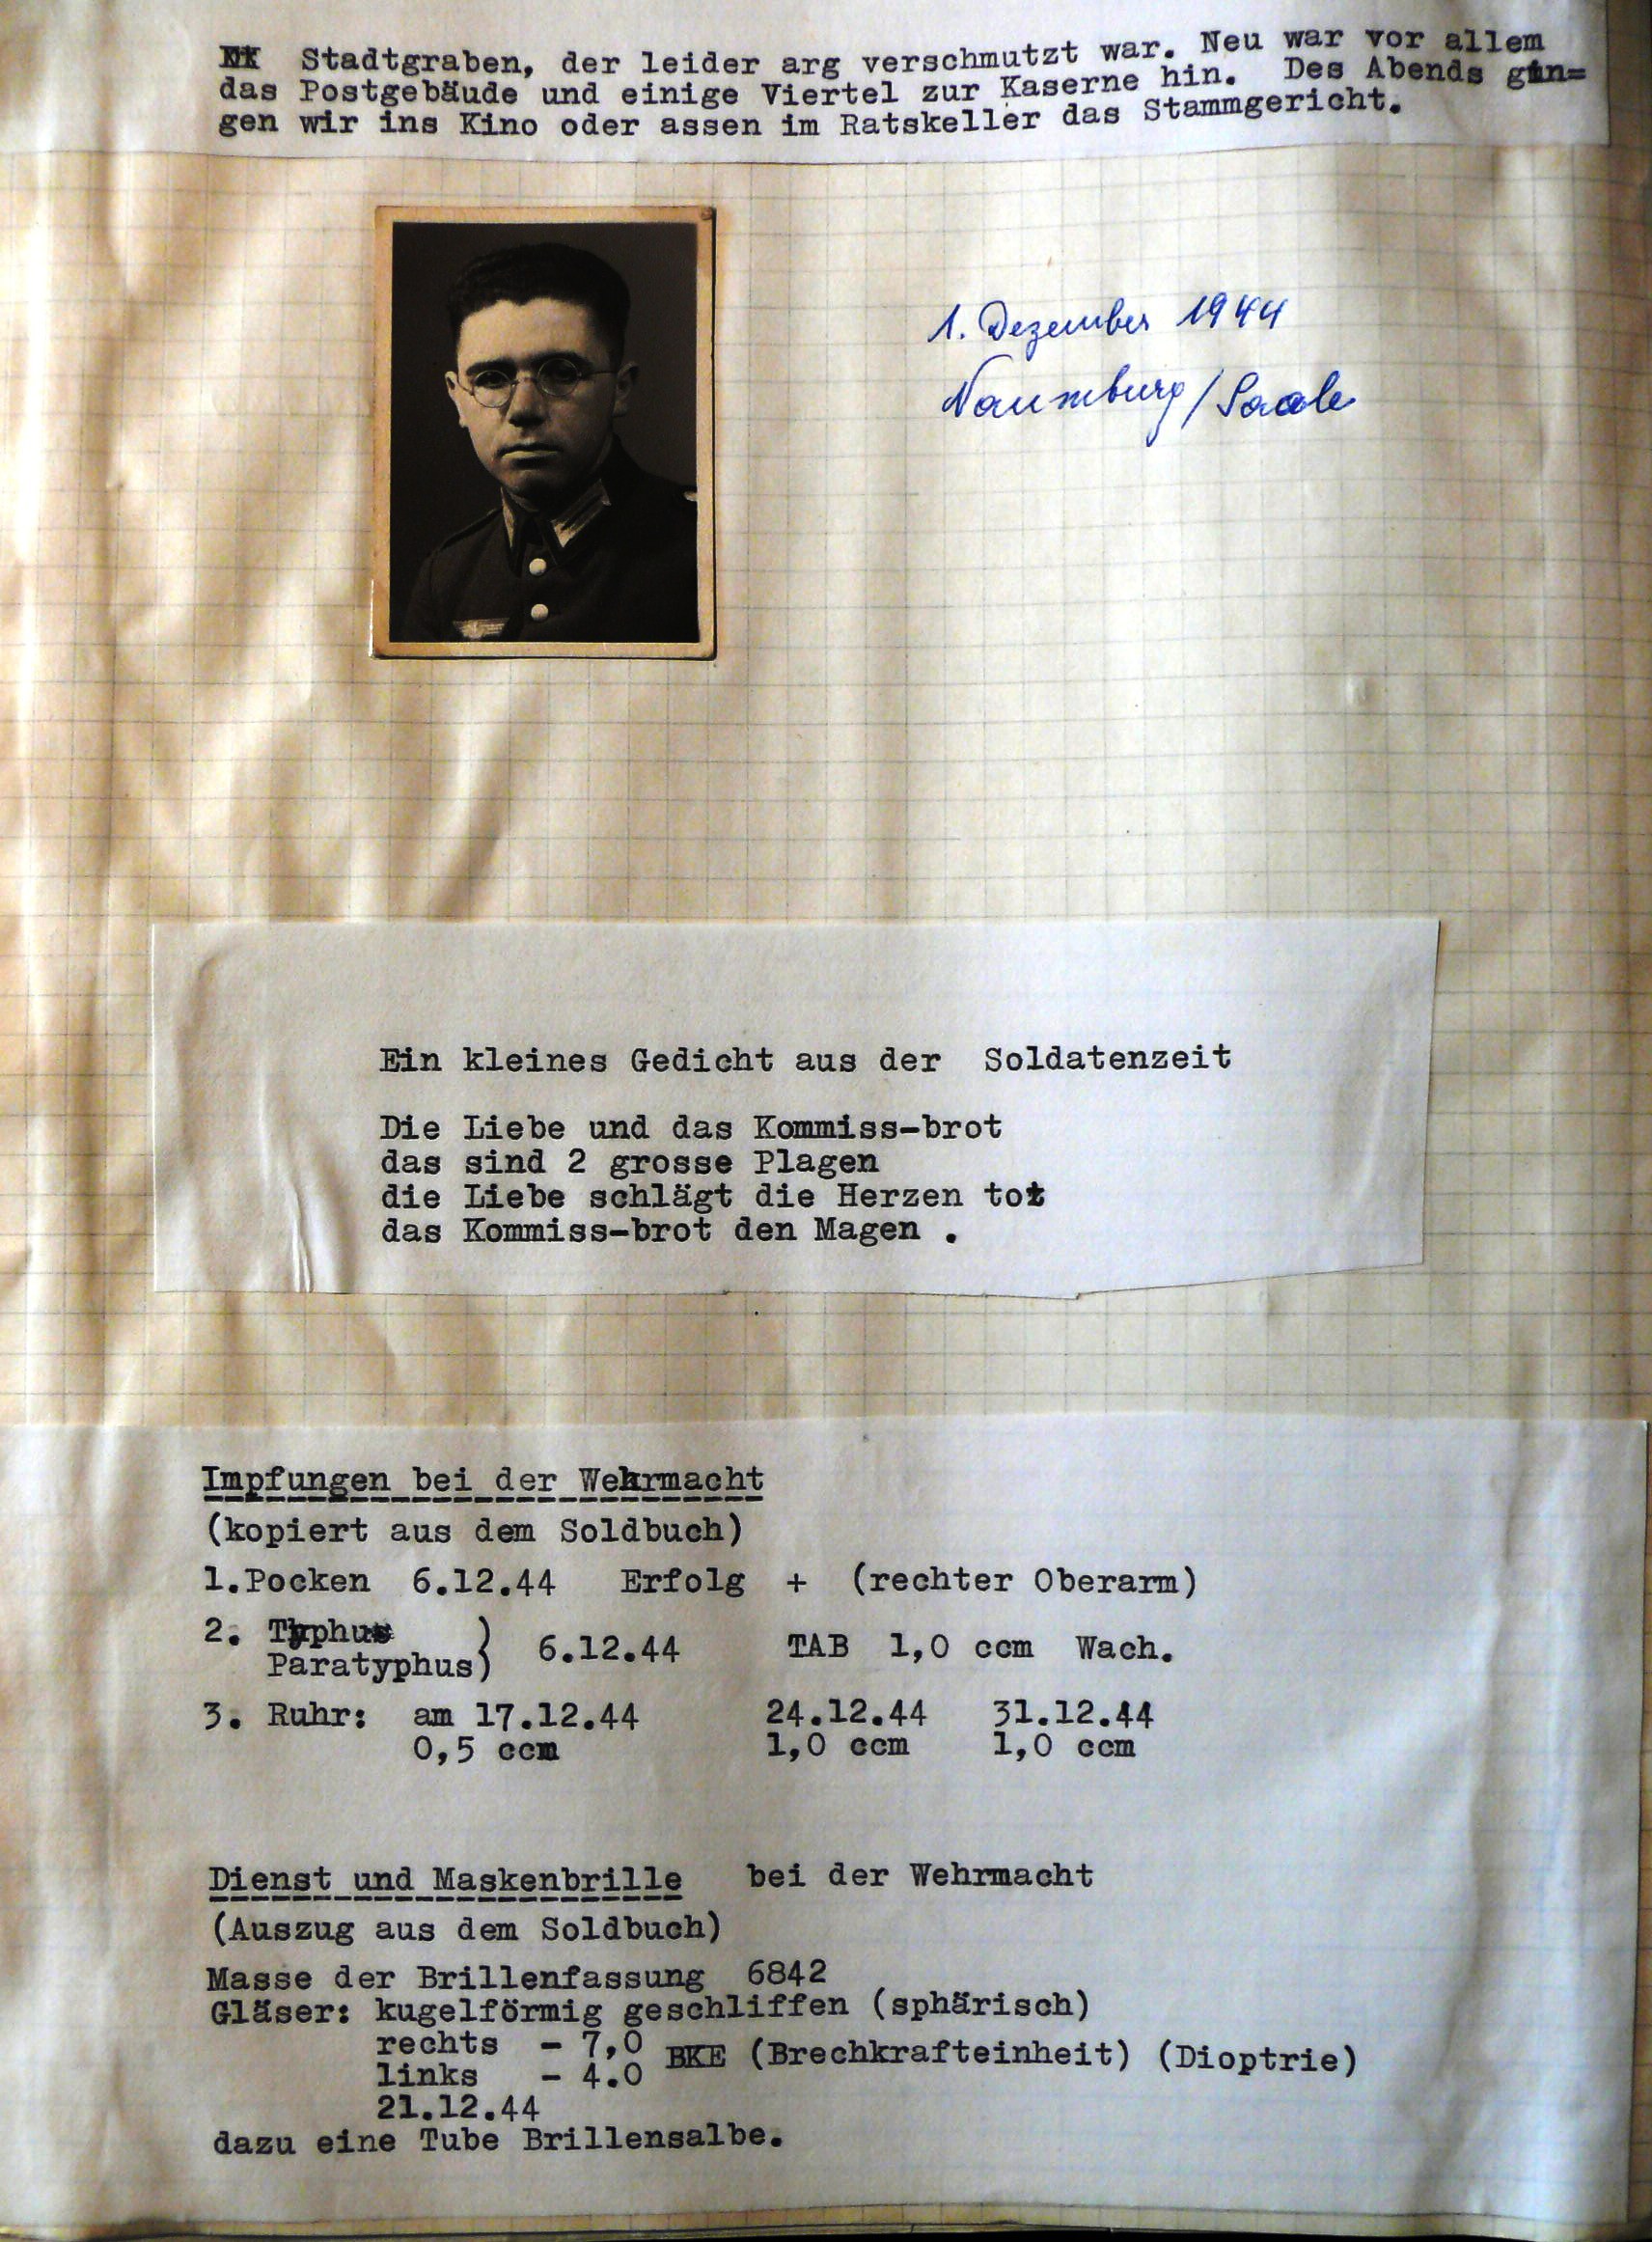 Stadtgraben, der leider arg verschmutzt war. Neu war vor allem
das Postgebäude und einige Viertel zur Kaserne hin. Des Abends gin=
gen wir ins Kino oder assen im Ratskeller das Stammgericht.
1. Dezember 1944
Naumburg/Saale
Ein kleines Gedicht aus der Soldatenzeit
Die Liebe und das Kommiss-brot
das sind 2 grosse Plagen
die Liebe schlägt die Herzen tot
das Kommiss-brot den Magen .
Impfungen bei der Wehrmacht
(kopiert aus dem Soldbuch)
1.Pocken 6.12.44 Erfolg + (rechter Oberarm)
2. Typhus
Paratyphus) 6.12.44 TAB 1,0 ccm Wach.
3. Ruhr: am 17.12.44 24.12.44 31.12.44
0,5 ccm 1,0 ccm 1,0 ccm
Dienst und Maskenbrille bei der Wehrmacht
(Auszug aus dem Soldbuch)
Masse der Brillenfassung 6842
Gläser: kugelförmig geschliffen (sphärisch)
rechts - 7,0
links - 4.0 BKE (Brechkrafteinheit) (Dioptrie)
21.12.44
dazu eine Tube Brillensalbe.